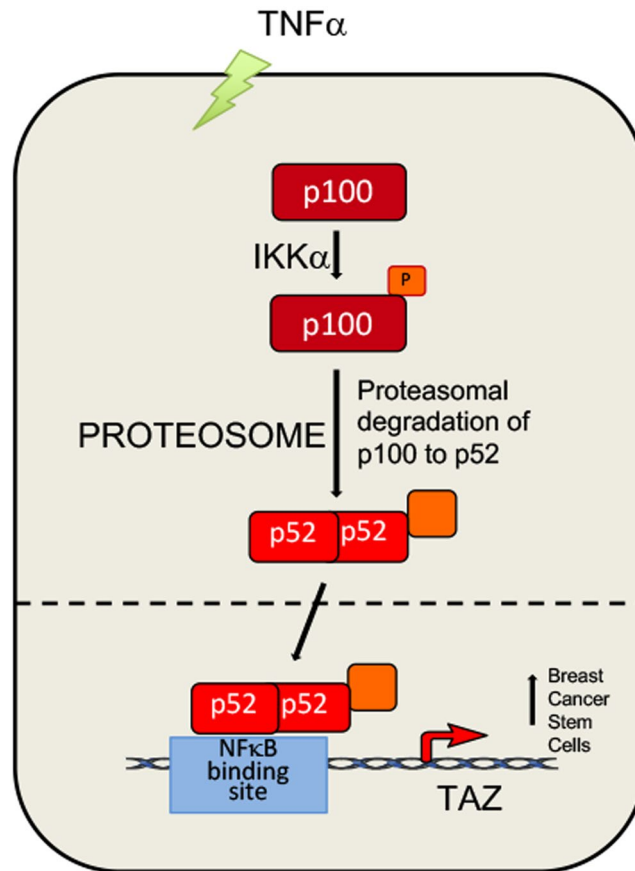 TNFα
p100
IKKα
P
p100
PROTEOSOME
Proteasomal
degradation of
p100 to p52
p52 p52
p52 p52
NFκB
binding
site
TAZ
Breast
Cancer
Stem
Cells